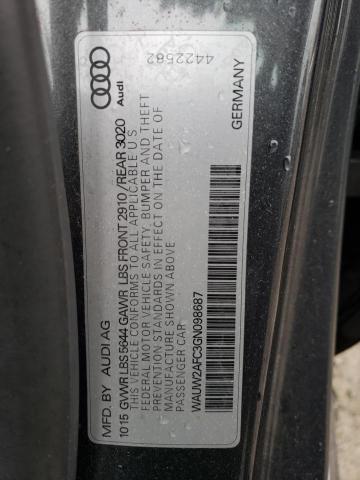 MFD. BY AUDI AG
Audi
10 15 GVWR LBS 5644 GAWR LBS FRONT 2910 / REAR 3020
THIS VEHICLE CONFORMS TO ALL APPLICABLE U S
FEDERAL MOTOR VEHICLE SAFETY, BUMPER AND THEFT
PREVENTION STANDARDS IN EFFECT ON THE DATE OF
MANUFACTURE SHOWN ABOVE
PASSENGER CAR
WAUW2AFC3GN098687
4422582
GERMANY